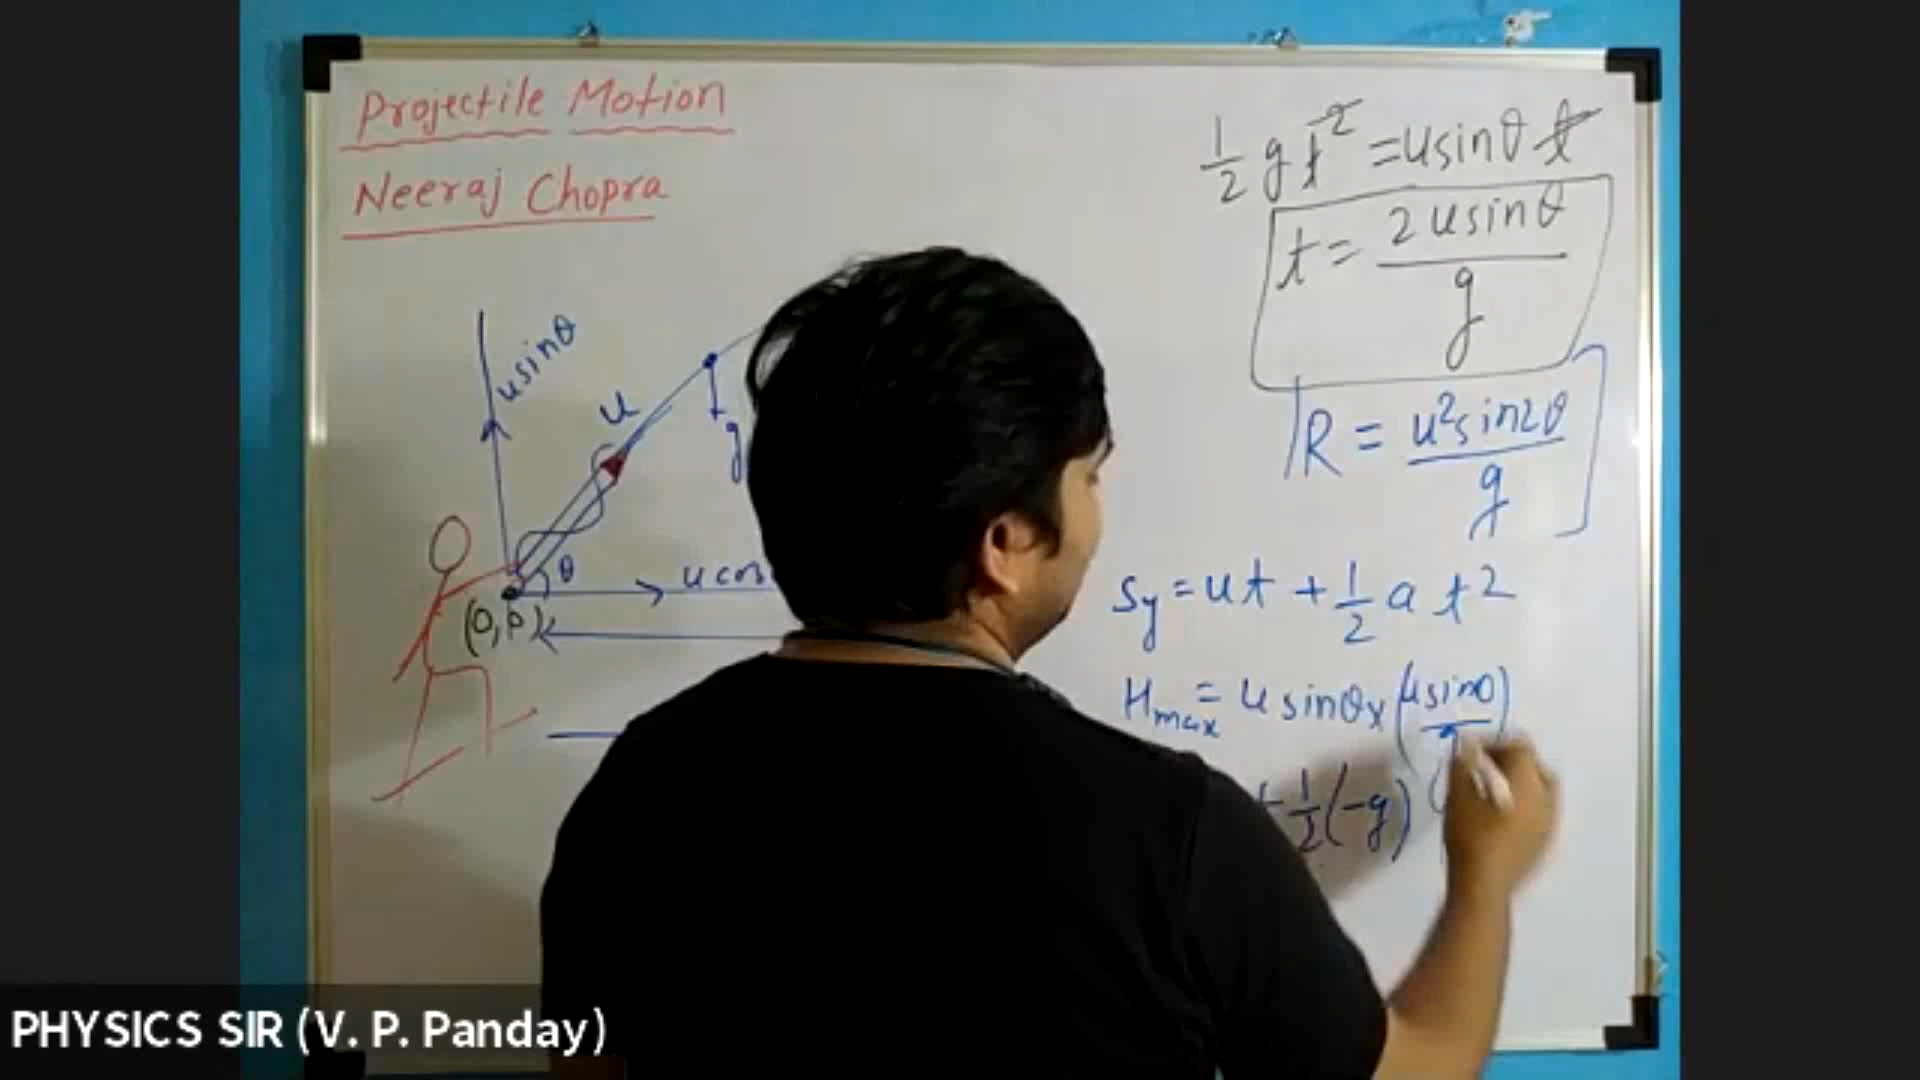 Projectile Motion
Neeraj Chopra
u sinθ
u
g
θ
(0,0)
1/2 g t² = u sinθ t
t = 2 u sinθ / g
R = u² sin2θ / g
Sy = ut + 1/2 a t²
Hmax = u sinθ x (u sinθ / g)
+ 1/2 (-g) (
PHYSICS SIR (V. P. Panday)